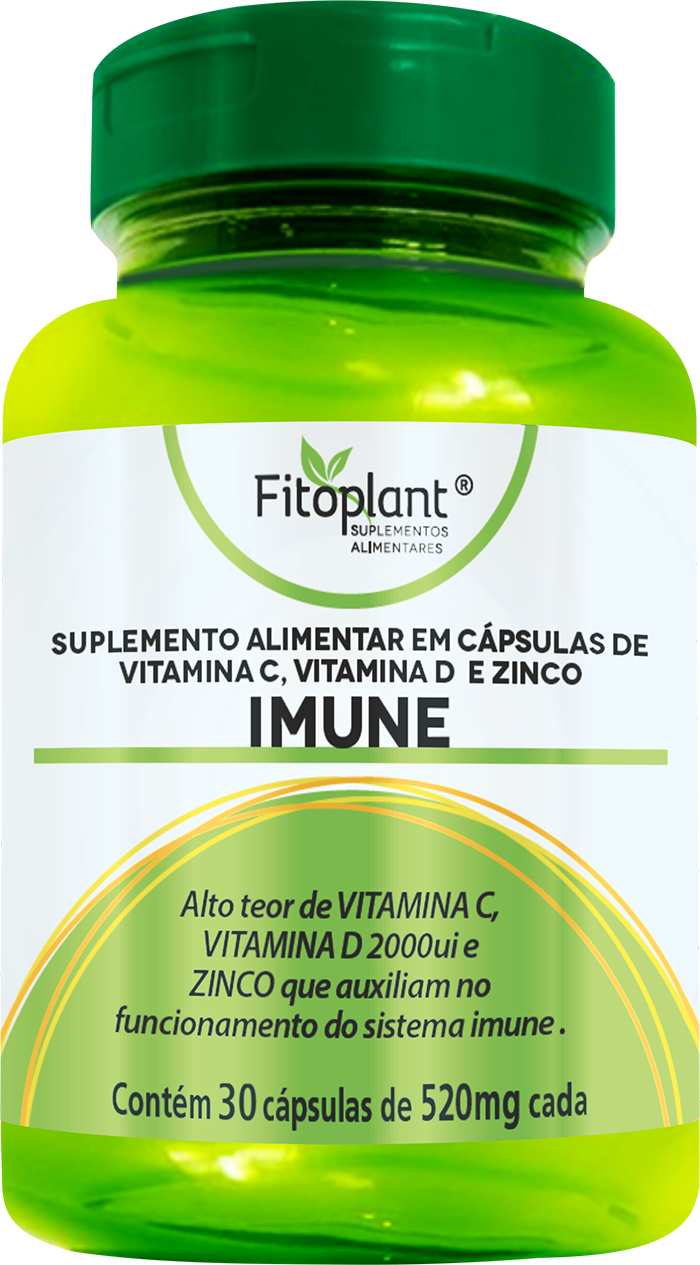 Fitoplant®
SUPLEMENTOS
ALIMENTARES
SUPLEMENTO ALIMENTAR EM CÁPSULAS DE
VITAMINA C, VITAMINA D E ZINCO
IMUNE
Alto teor de VITAMINA C,
VITAMINA D 2000ui e
ZINCO que auxiliam no
funcionamento do sistema imune .
Contém 30 cápsulas de 520mg cada